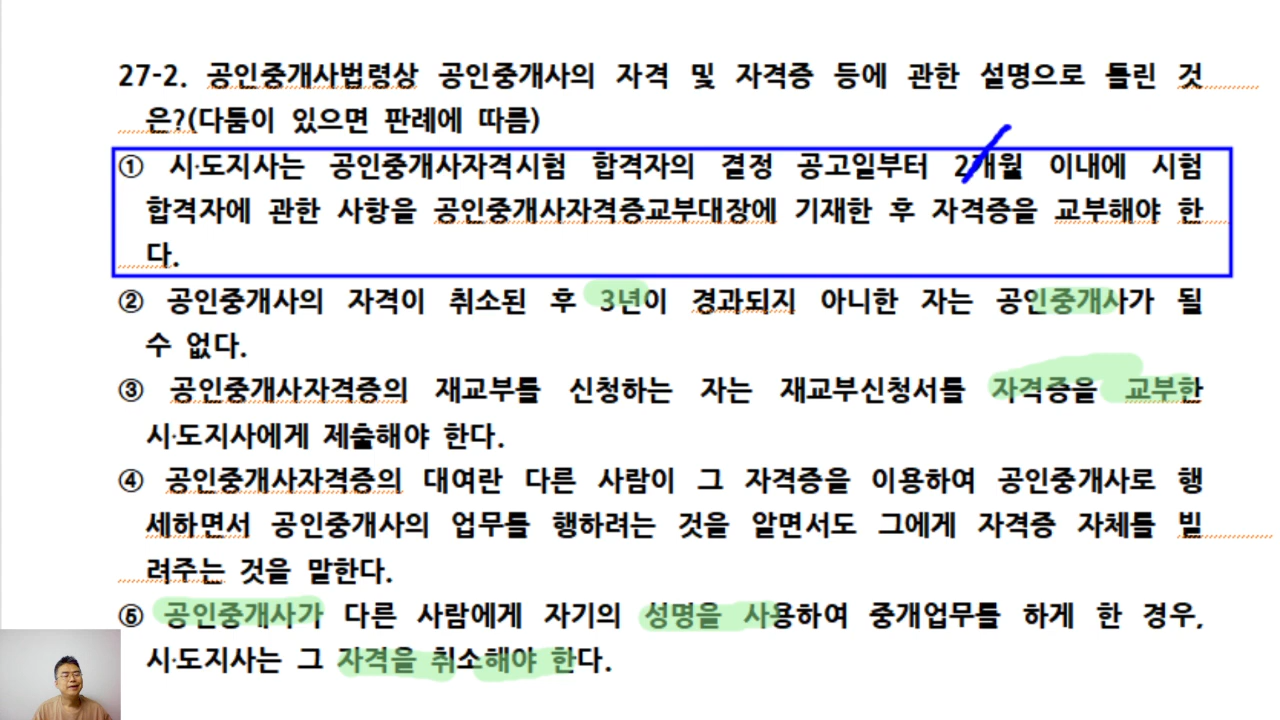 27-2. 공인중개사법령상 공인중개사의 자격 및 자격증 등에 관한 설명으로 틀린 것
은?(다툼이 있으면 판례에 따름)
① 시·도지사는 공인중개사자격시험 합격자의 결정 공고일부터 2개월 이내에 시험
합격자에 관한 사항을 공인중개사자격증교부대장에 기재한 후 자격증을 교부해야 한
다.
② 공인중개사의 자격이 취소된 후 3년이 경과되지 아니한 자는 공인중개사가 될
수 없다.
③ 공인중개사자격증의 재교부를 신청하는 자는 재교부신청서를 자격증을 교부한
시·도지사에게 제출해야 한다.
④ 공인중개사자격증의 대여란 다른 사람이 그 자격증을 이용하여 공인중개사로 행
세하면서 공인중개사의 업무를 행하려는 것을 알면서도 그에게 자격증 자체를 빌
려주는 것을 말한다.
⑤ 공인중개사가 다른 사람에게 자기의 성명을 사용하여 중개업무를 하게 한 경우,
시·도지사는 그 자격을 취소해야 한다.